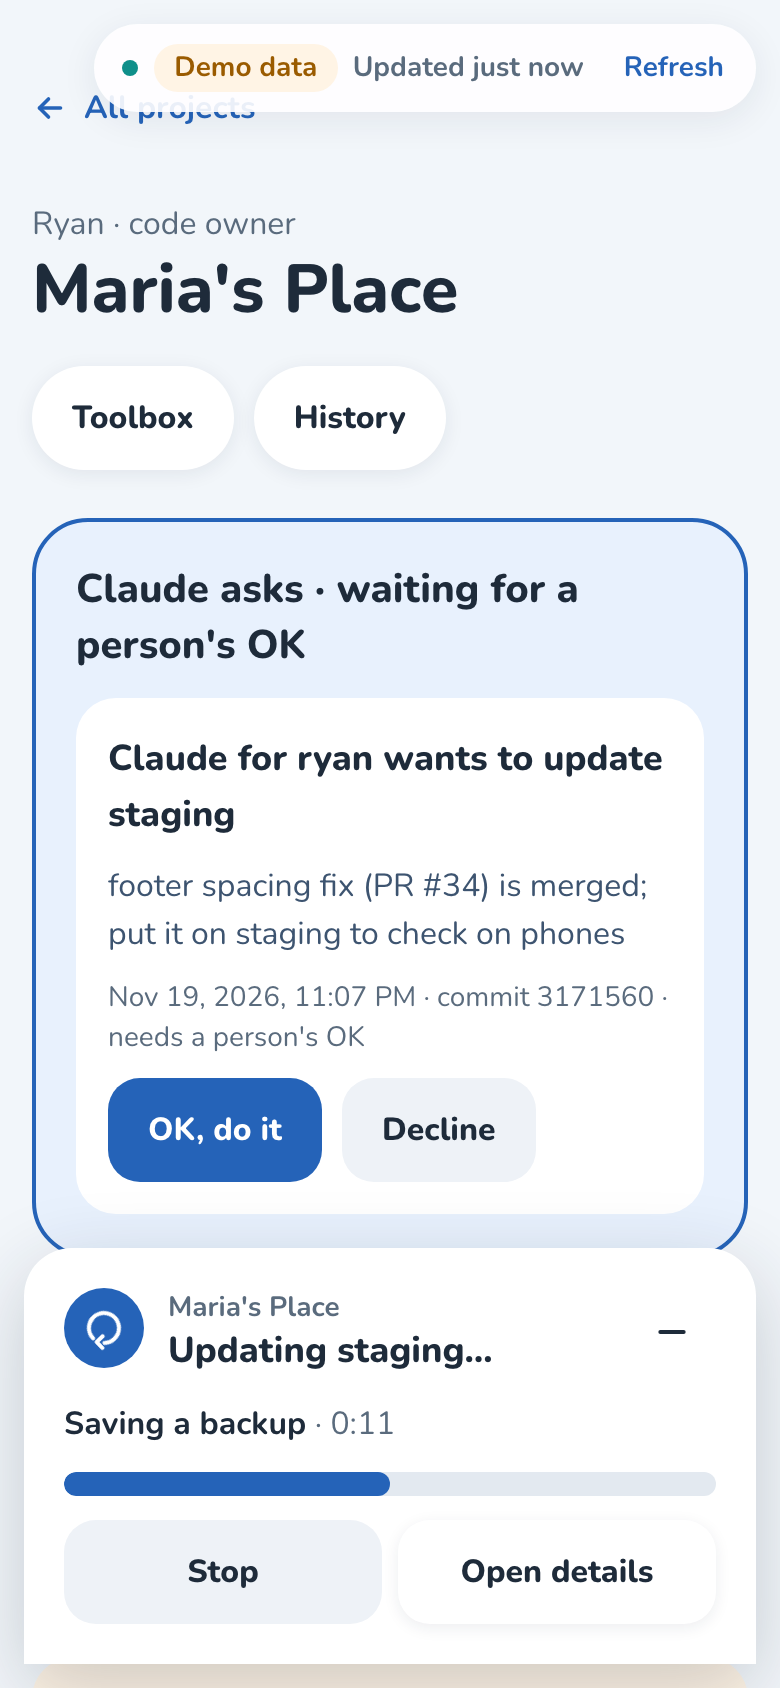 Demo data Updated just now Refresh
All projects
Ryan · code owner
Maria's Place
Toolbox History
Claude asks · waiting for a
person's OK
Claude for ryan wants to update
staging
footer spacing fix (PR #34) is merged;
put it on staging to check on phones
Nov 19, 2026, 11:07 PM · commit 3171560 ·
needs a person's OK
OK, do it Decline
Maria's Place
Updating staging...
Saving a backup · 0:11
Stop Open details